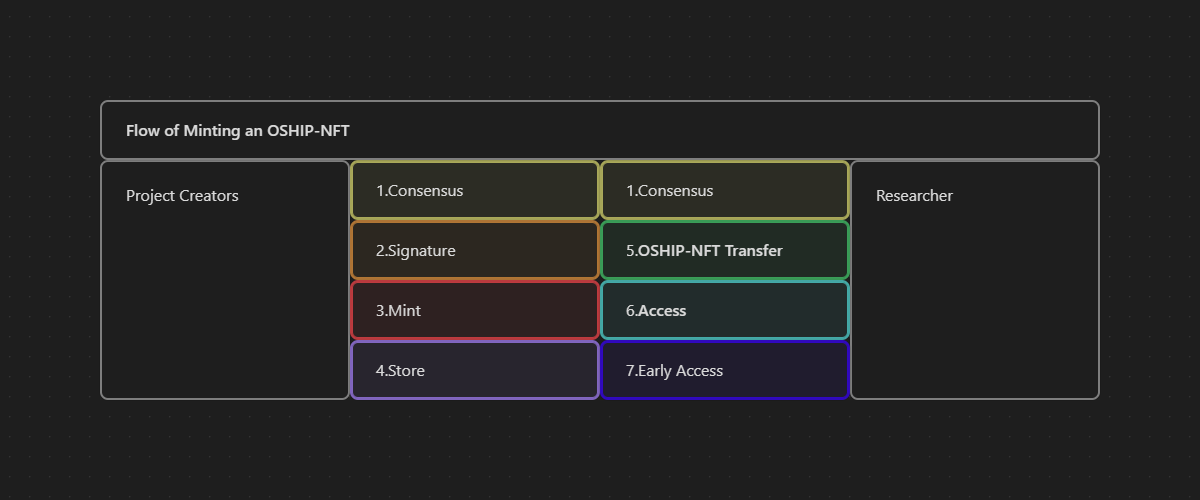 Flow of Minting an OSHIP-NFT
Project Creators
1.Consensus
2.Signature
3.Mint
4.Store
1.Consensus
5.OSHIP-NFT Transfer
6.Access
7.Early Access
Researcher